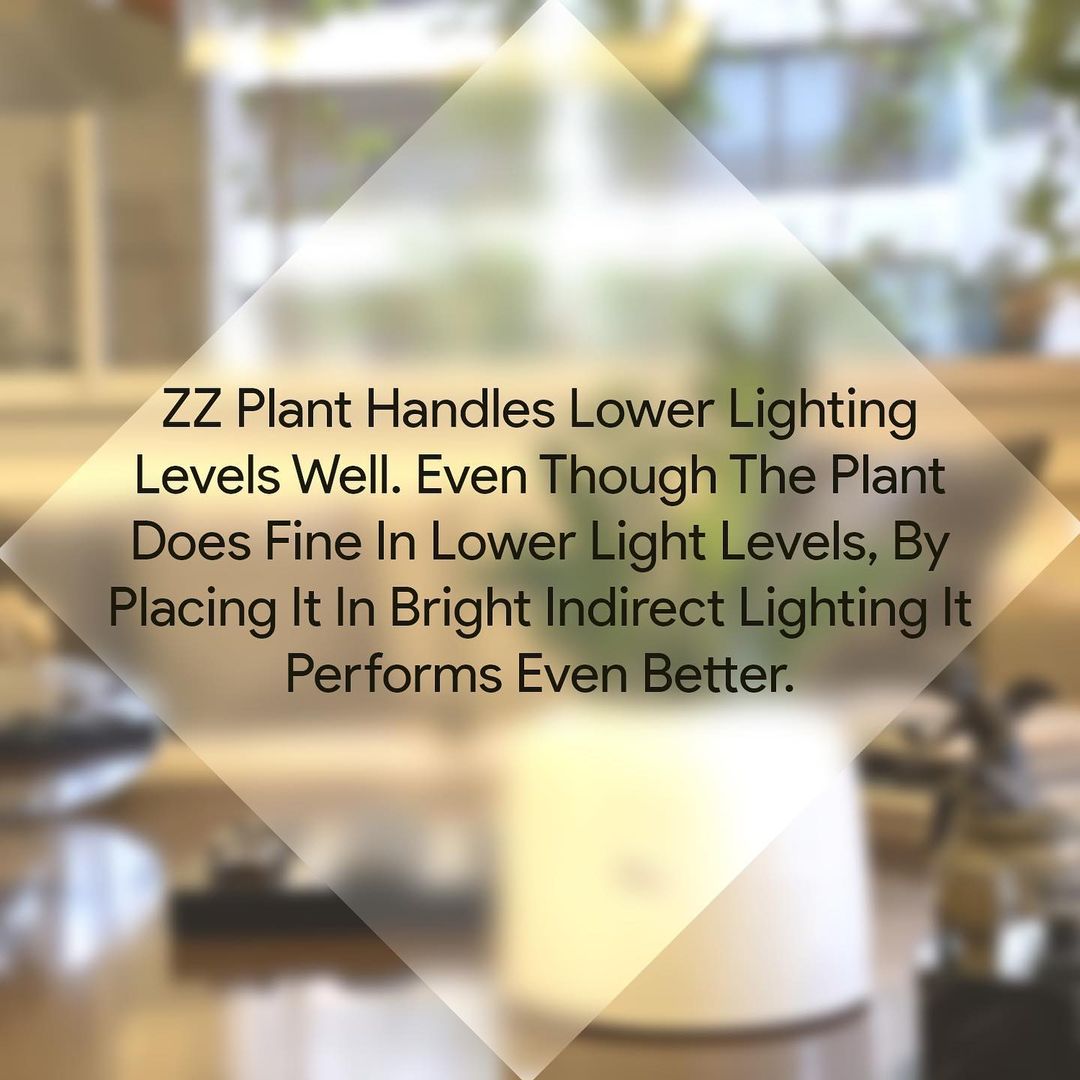 ZZ Plant Handles Lower Lighting
Levels Well. Even Though The Plant
Does Fine In Lower Light Levels, By
Placing It In Bright Indirect Lighting It
Performs Even Better.